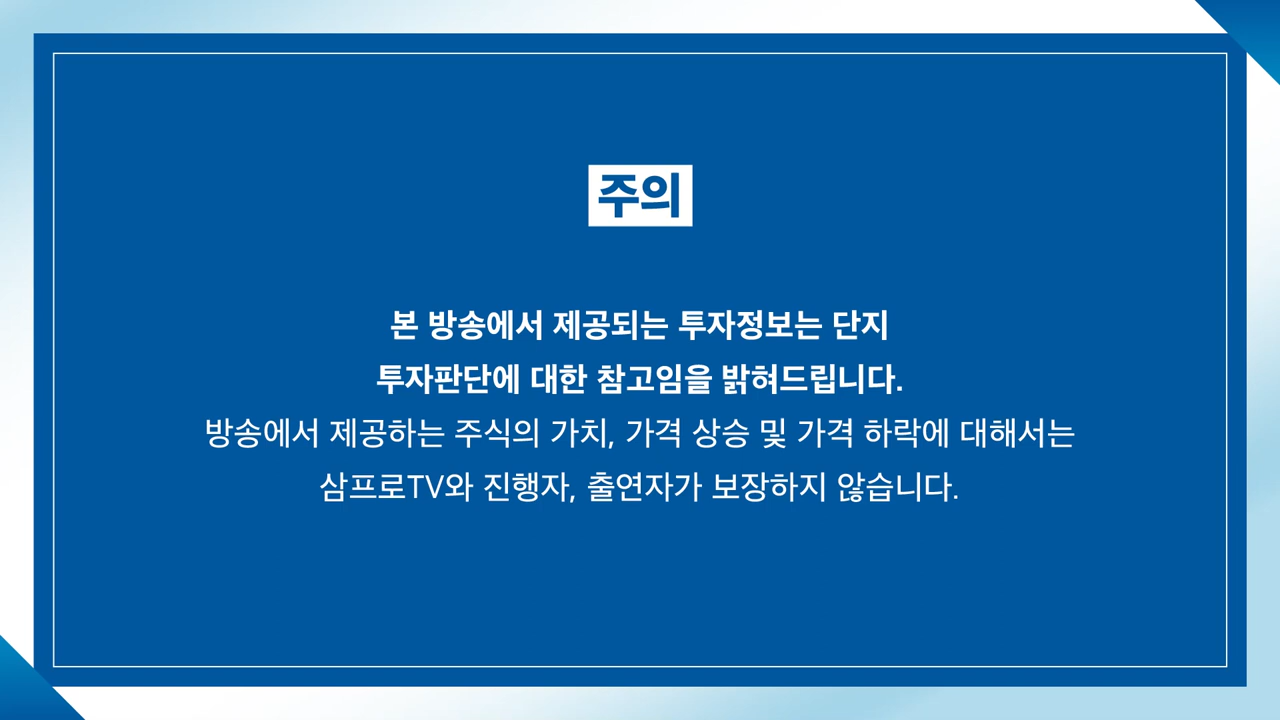 주의
본 방송에서 제공되는 투자정보는 단지
투자판단에 대한 참고임을 밝혀드립니다.
방송에서 제공하는 주식의 가치, 가격 상승 및 가격 하락에 대해서는
삼프로TV와 진행자, 출연자가 보장하지 않습니다.